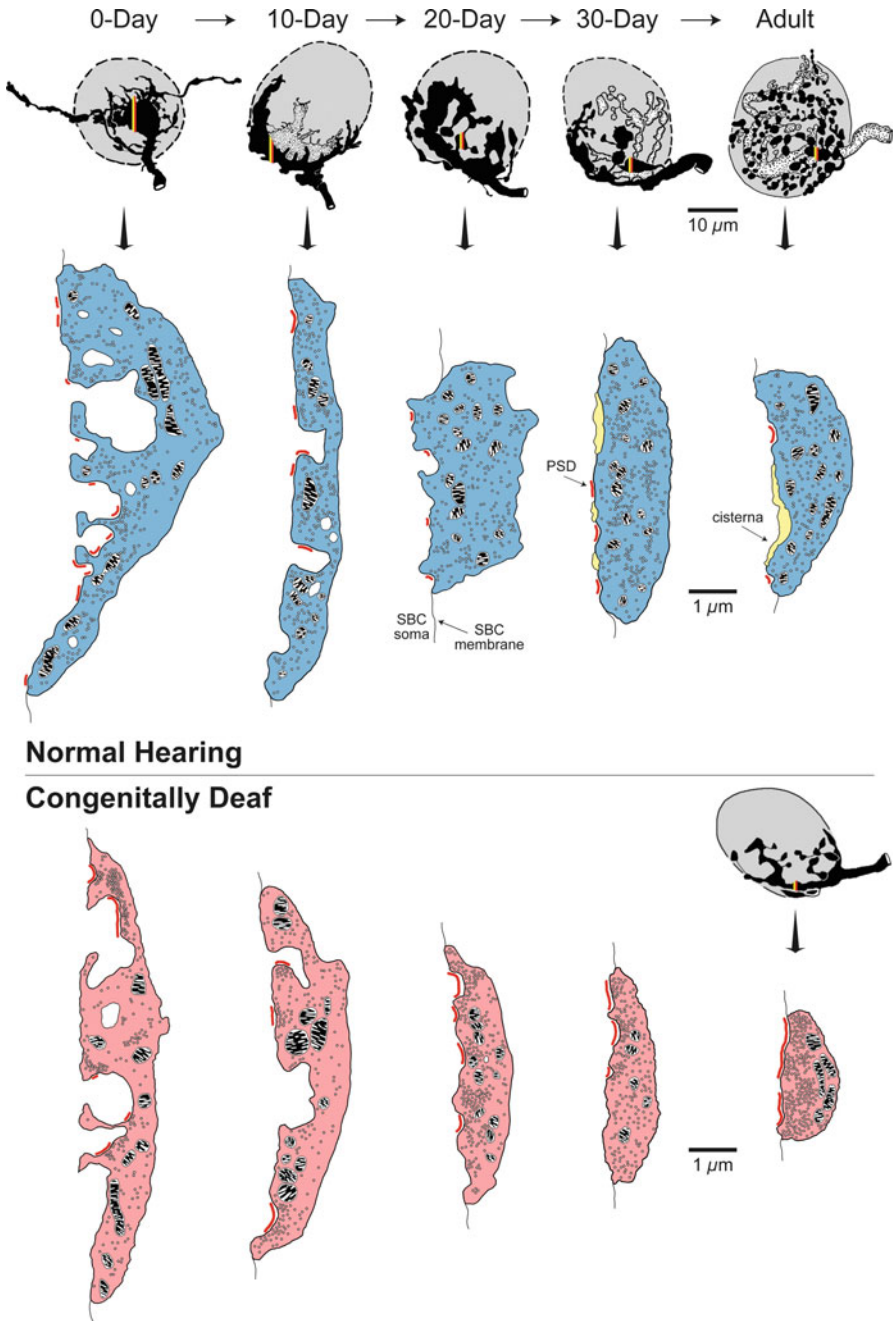 0-Day → 10-Day → 20-Day → 30-Day → Adult
10 µm
PSD
cisterna
1 µm
SBC
soma
SBC
membrane
Normal Hearing
Congenitally Deaf
1 µm